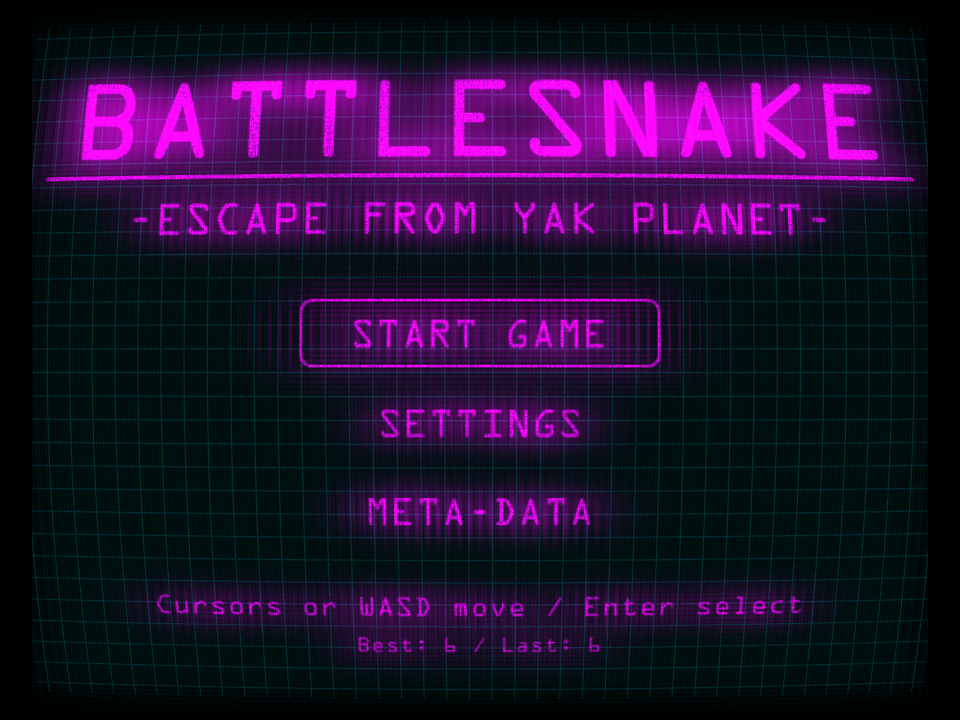 BATTLESNAKE
-ESCAPE FROM YAK PLANET-
START GAME
SETTINGS
META-DATA
Cursors or WASD move / Enter select
Best: 6 / Last: 6